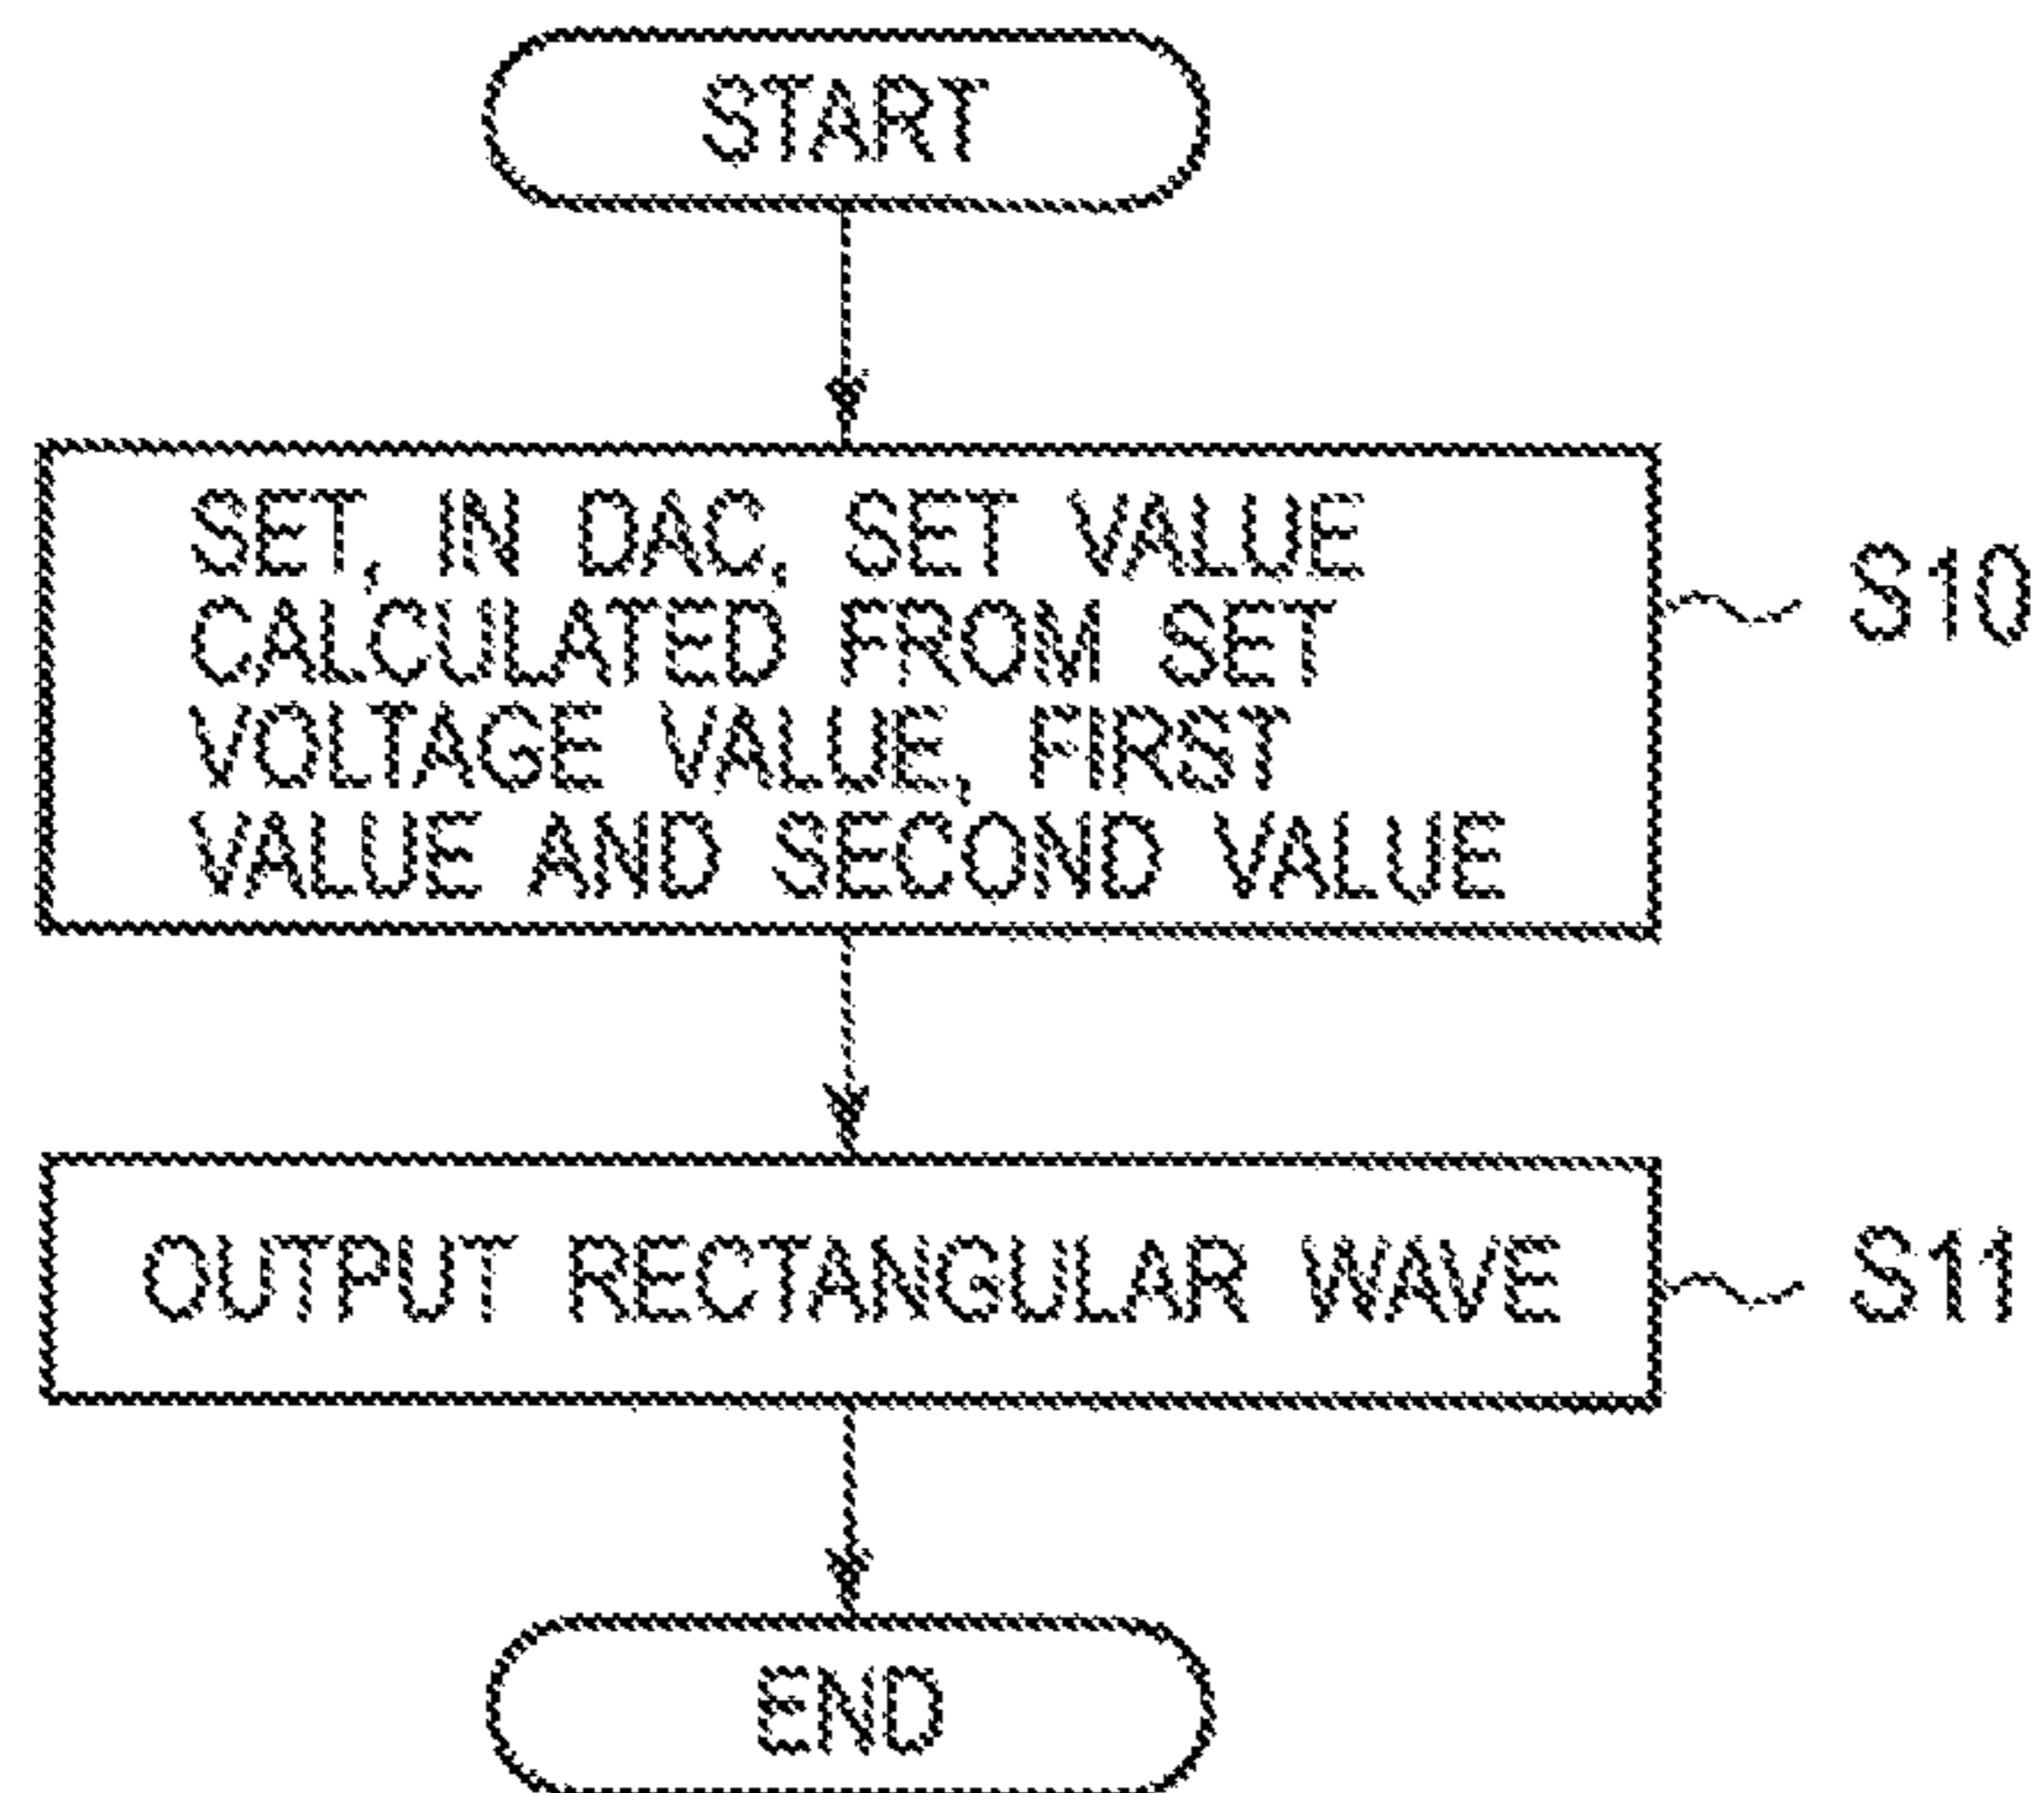 START
SET, IN DAC, SET VALUE
CALCULATED FROM SET
VOLTAGE VALUE, FIRST
VALUE AND SECOND VALUE
S10
OUTPUT RECTANGULAR WAVE
S11
END